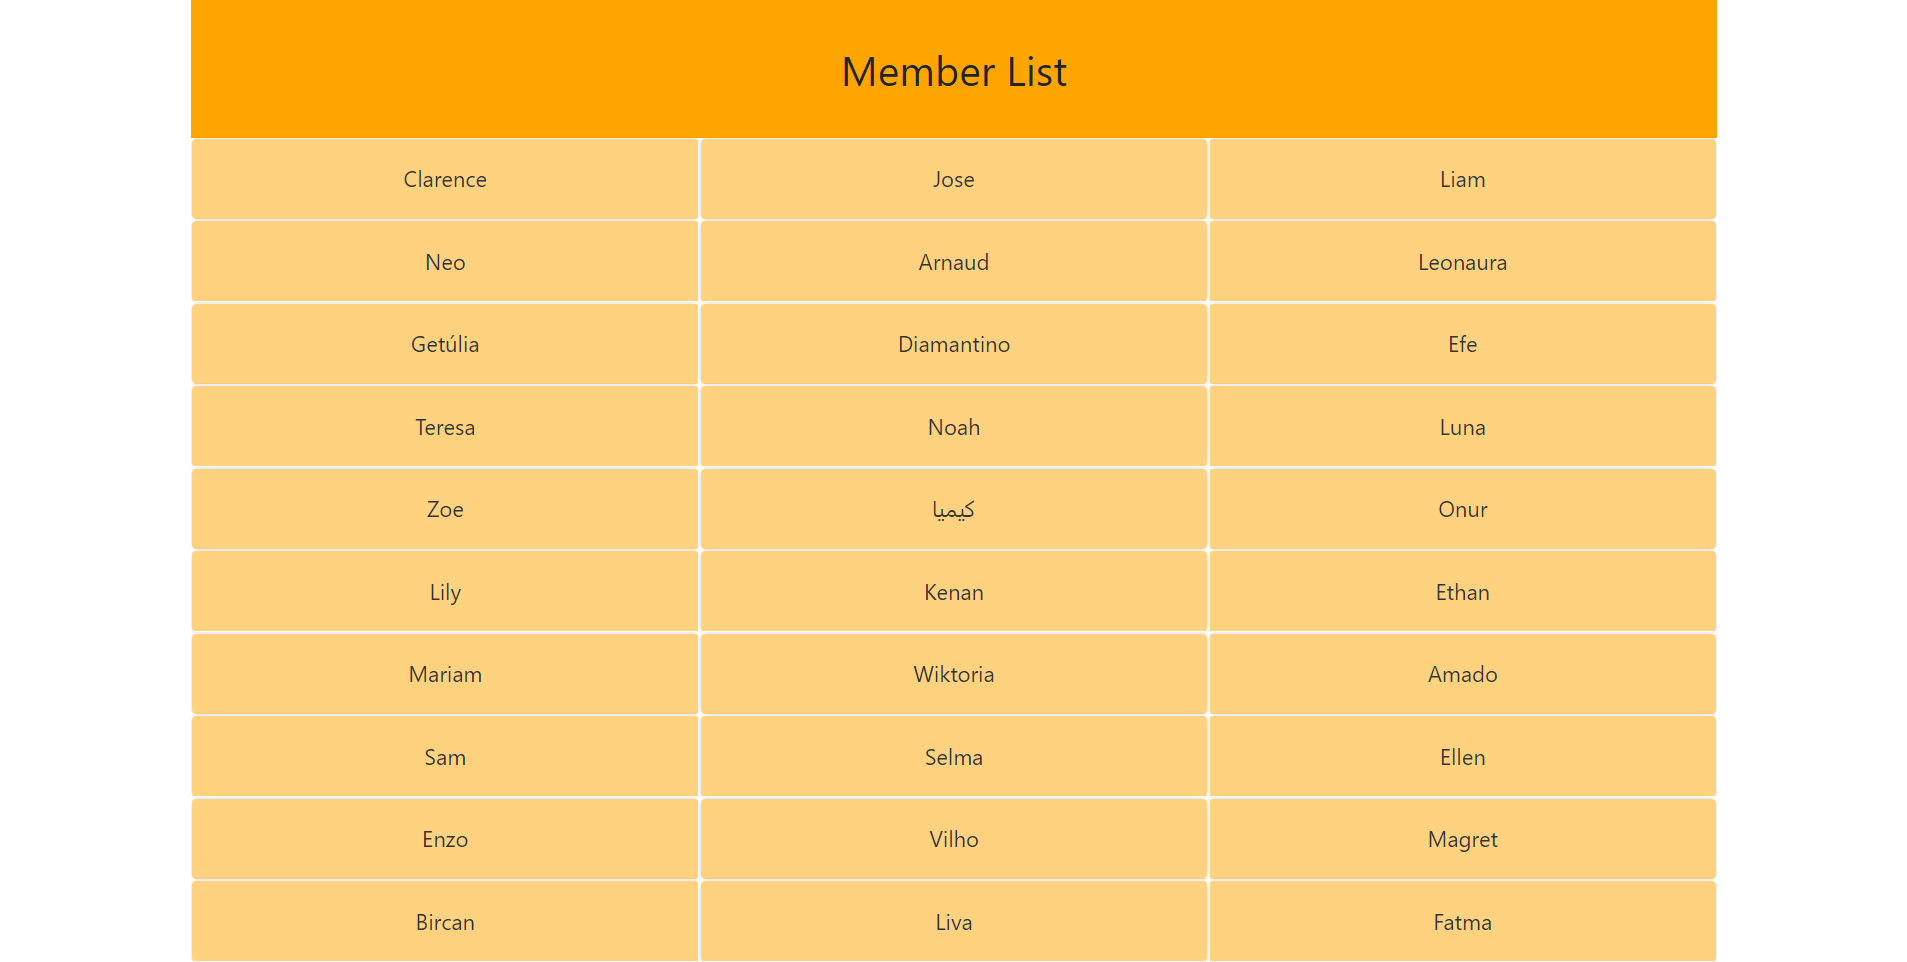 Member List
Clarence Jose Liam
Neo Arnaud Leonaura
Getúlia Diamantino Efe
Teresa Noah Luna
Zoe کیمیا Onur
Lily Kenan Ethan
Mariam Wiktoria Amado
Sam Selma Ellen
Enzo Vilho Magret
Bircan Liva Fatma